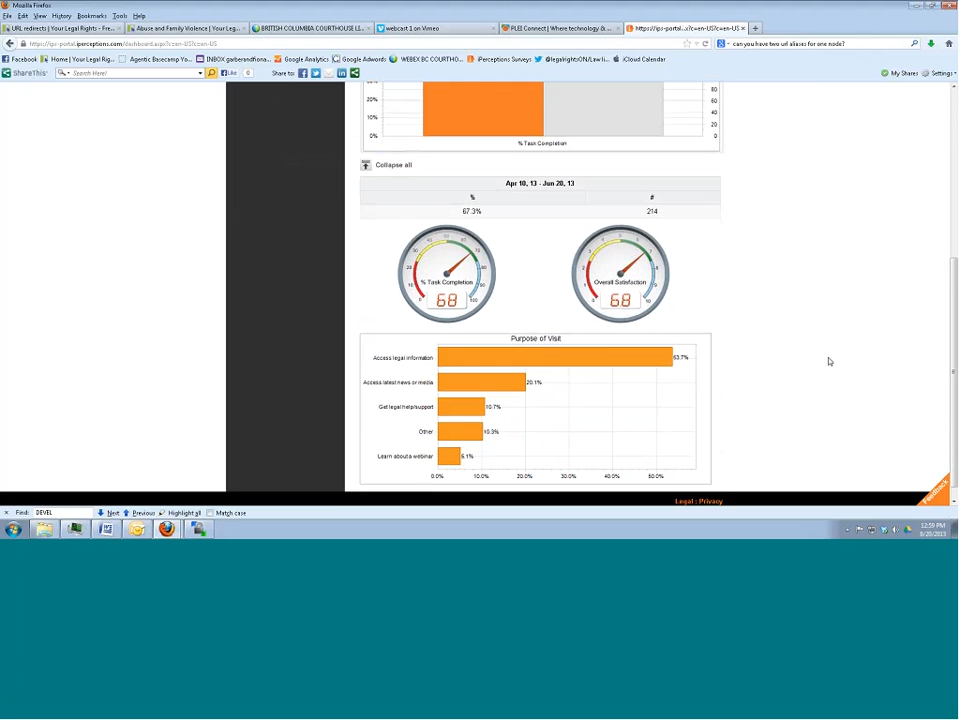 Mozilla Firefox
File Edit View History Bookmarks Tools Help
URL redirects | Your Legal Rights - Fre...
Abuse and Family Violence | Your Leg...
BRITISH COLUMBIA COURTHOUSE LI...
webcast 1 on Vimeo
PLEI Connect | Where technology & ...
https://ips-portal...?c=en-US?c=en-US
https://ips-portal.iperceptions.com/dashboard.aspx?c=en-US?c=en-US
can you have two url aliases for one node?
Facebook
Home | Your Legal Rig...
Agentic Basecamp Yo...
INBOX garberandfona...
Google Analytics
Google Adwords
WEBEX BC COURTHO...
iPerceptions Surveys
@legalrightsON/Law li...
iCloud Calendar
ShareThis
Search Here
Like 0
Share to:
My Shares
Settings
20%
10%
0%
80
60
40
20
0
% Task Completion
Collapse all
Apr 10, 13 - Jun 20, 13
% #
67.3% 214
% Task Completion
68
Overall Satisfaction
68
Purpose of Visit
Access legal information 53.7%
Access latest news or media 20.1%
Get legal help/support 10.7%
Other 10.3%
Learn about a webinar 5.1%
0.0% 10.0% 20.0% 30.0% 40.0% 50.0%
Legal : Privacy
Feedback
Find: DEVEL Next Previous Highlight all Match case
12:59 PM
8/20/2013